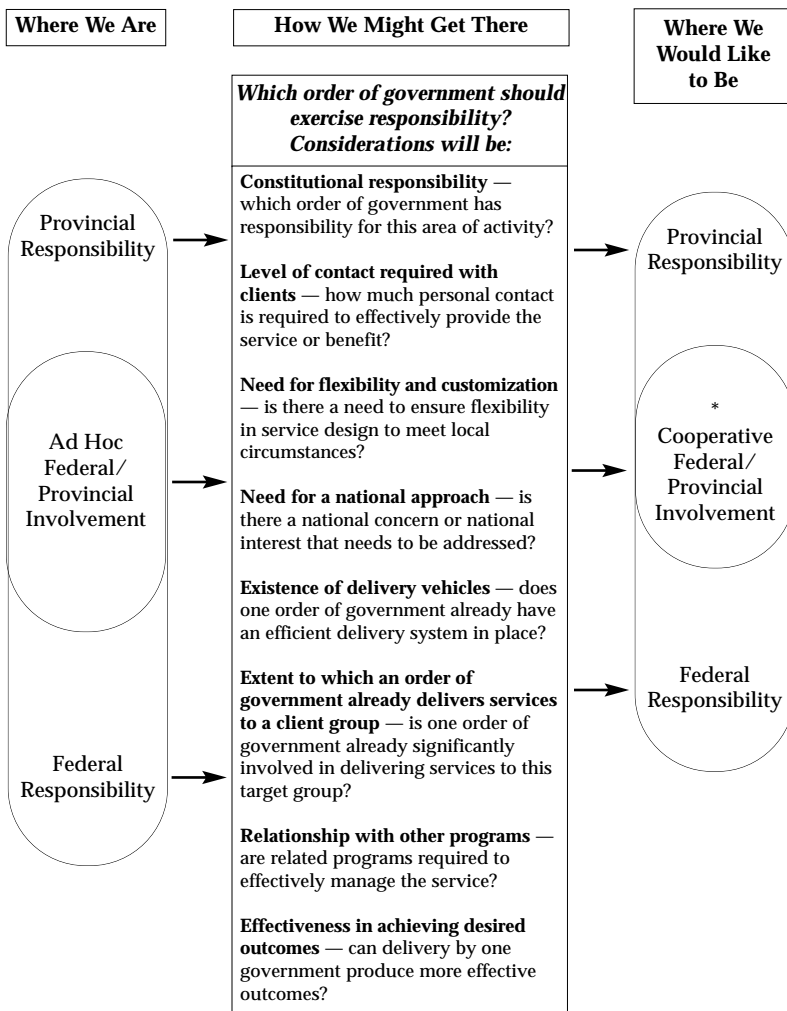 Where We Are
How We Might Get There
Where We
Would Like
to Be
Which order of government should
exercise responsibility?
Considerations will be:
Provincial
Responsibility
Ad Hoc
Federal/
Provincial
Involvement
Federal
Responsibility
Constitutional responsibility —
which order of government has
responsibility for this area of activity?
Level of contact required with
clients — how much personal contact
is required to effectively provide the
service or benefit?
Need for flexibility and customization
— is there a need to ensure flexibility
in service design to meet local
circumstances?
Need for a national approach — is
there a national concern or national
interest that needs to be addressed?
Existence of delivery vehicles — does
one order of government already have
an efficient delivery system in place?
Extent to which an order of
government already delivers services
to a client group — is one order of
government already significantly
involved in delivering services to this
target group?
Relationship with other programs —
are related programs required to
effectively manage the service?
Effectiveness in achieving desired
outcomes — can delivery by one
government produce more effective
outcomes?
Provincial
Responsibility
*
Cooperative
Federal/
Provincial
Involvement
Federal
Responsibility